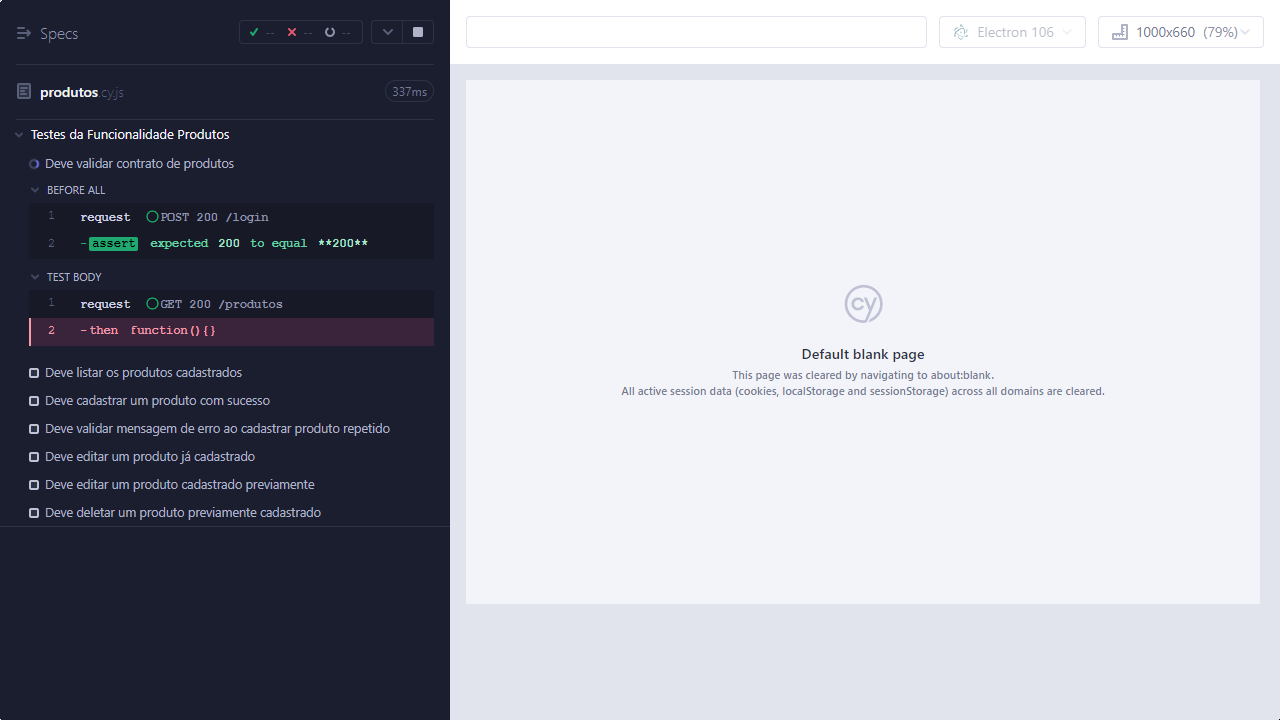 Specs
-- -- --
Electron 106
1000x660 (79%)
produtos.cy.js
337ms
Testes da Funcionalidade Produtos
Deve validar contrato de produtos
BEFORE ALL
1 request POST 200 /login
2 -assert expected 200 to equal **200**
TEST BODY
1 request GET 200 /produtos
2 -then function(){}
Deve listar os produtos cadastrados
Deve cadastrar um produto com sucesso
Deve validar mensagem de erro ao cadastrar produto repetido
Deve editar um produto já cadastrado
Deve editar um produto cadastrado previamente
Deve deletar um produto previamente cadastrado
cy
Default blank page
This page was cleared by navigating to about:blank.
All active session data (cookies, localStorage and sessionStorage) across all domains are cleared.